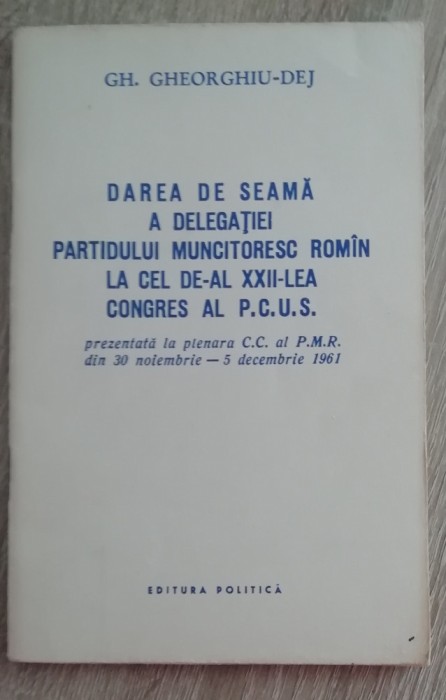 GH. GHEORGHIU-DEJ
DAREA DE SEAMĂ
A DELEGAȚIEI
PARTIDULUI MUNCITORESC ROMÎN
LA CEL DE-AL XXII-LEA
CONGRES AL P.C.U.S.
prezentată la plenara C.C. al P.M.R.
din 30 noiembrie — 5 decembrie 1961
EDITURA POLITICĂ